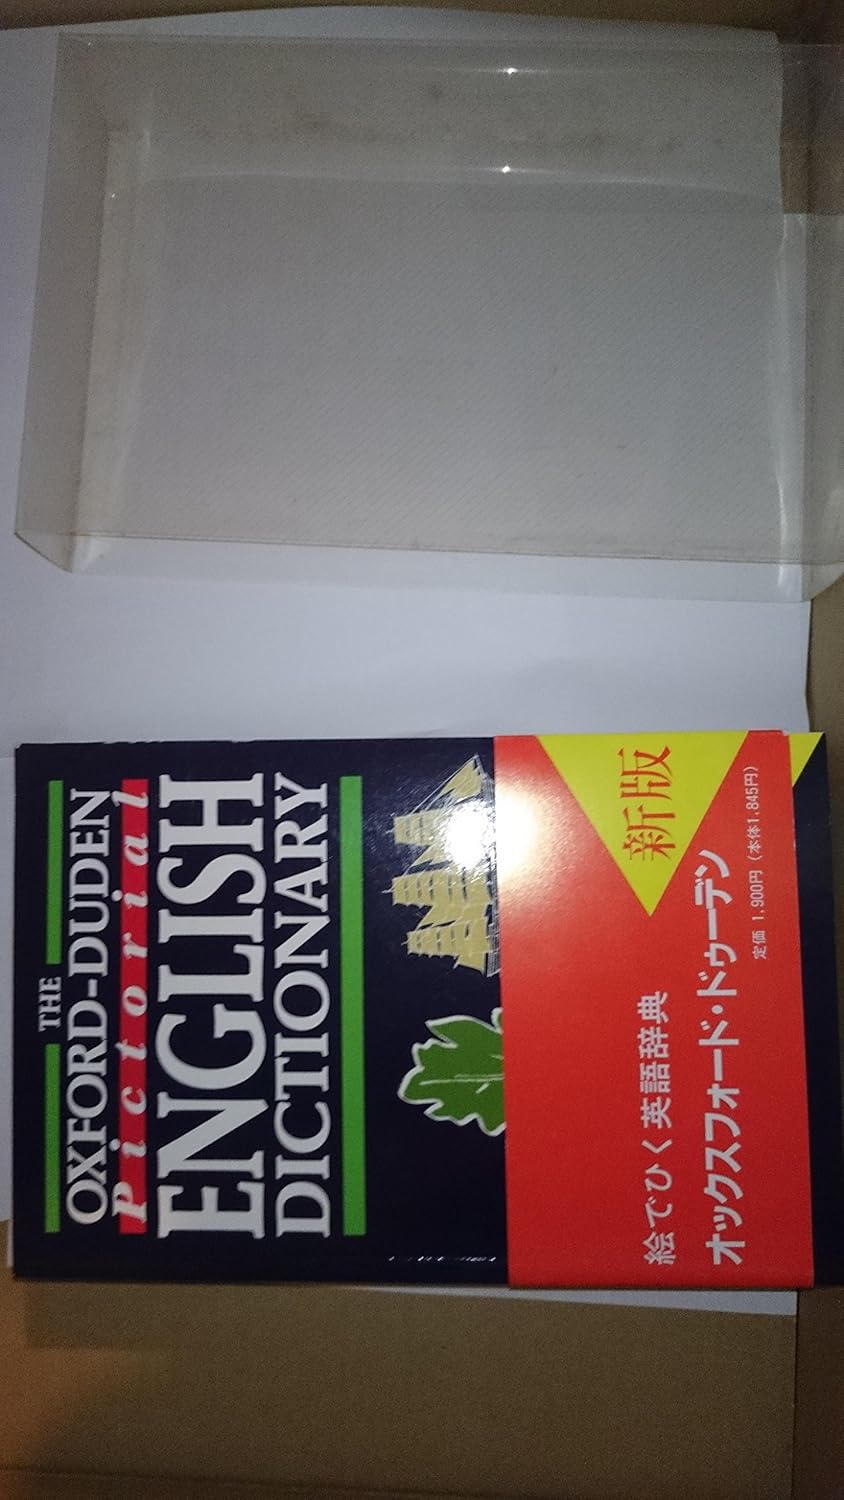 THE
OXFORD-DUDEN
Pictorial
ENGLISH
DICTIONARY
新版
絵でひく英語辞典
オックスフォード・ドゥーデン
定価 1,900円（本体1,845円）